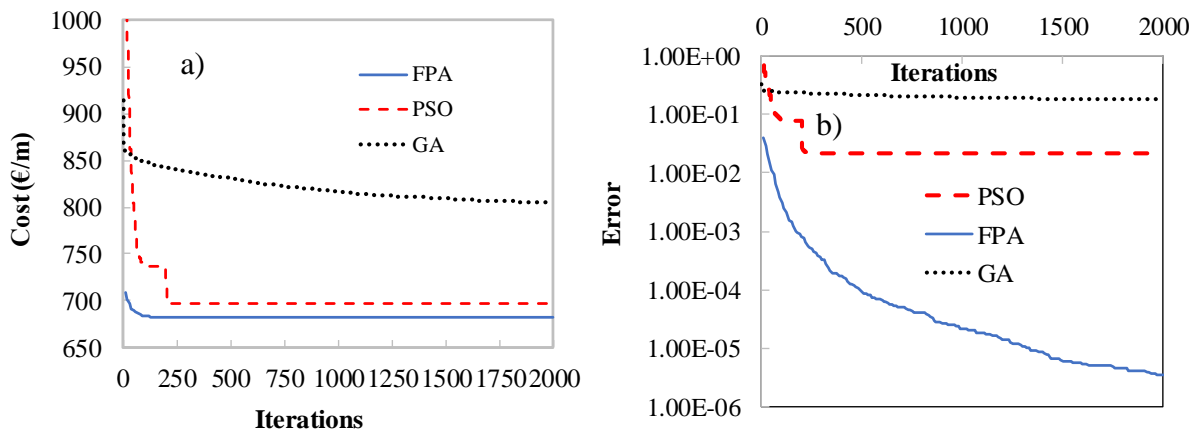 1000
950
900
850
800
750
700
650
Cost (€/m)
a)
FPA
PSO
GA
0 250 500 750 1000 1250 1500 1750 2000
Iterations
0 500 1000 1500 2000
Iterations
1.00E+00
1.00E-01
1.00E-02
1.00E-03
1.00E-04
1.00E-05
1.00E-06
Error
b)
PSO
FPA
GA